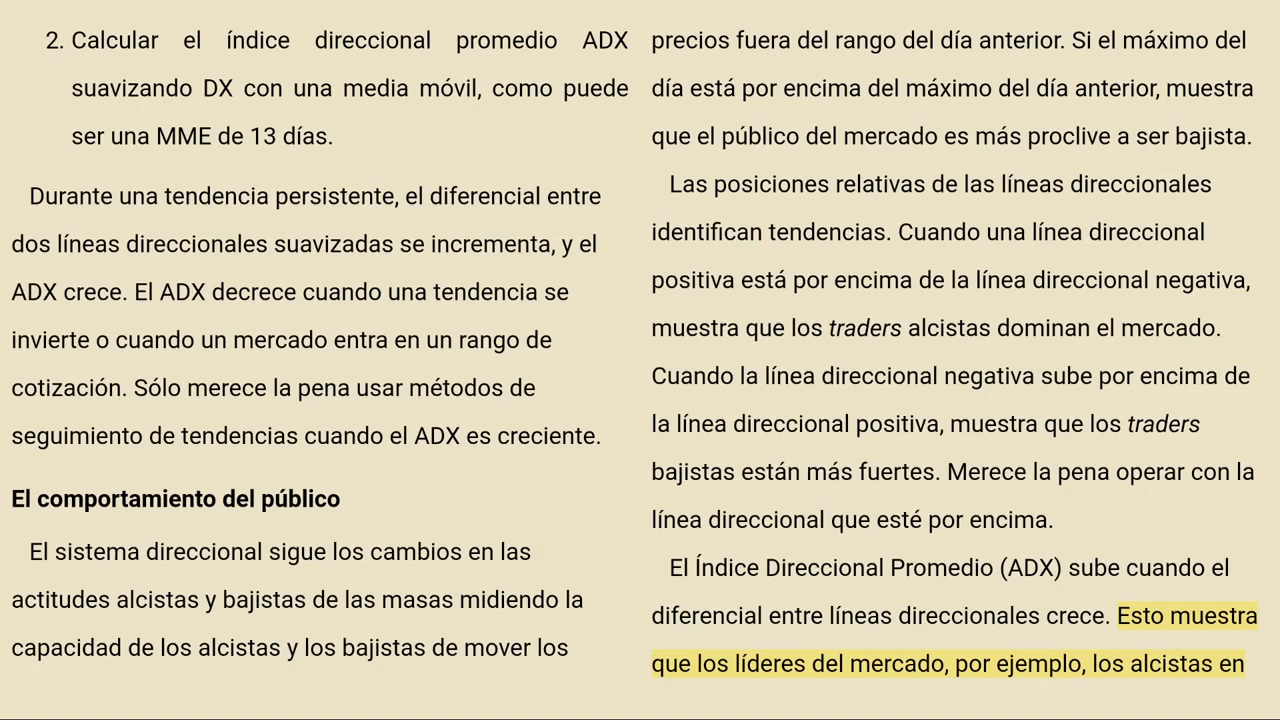 2. Calcular el índice direccional promedio ADX
suavizando DX con una media móvil, como puede
ser una MME de 13 días.
Durante una tendencia persistente, el diferencial entre
dos líneas direccionales suavizadas se incrementa, y el
ADX crece. El ADX decrece cuando una tendencia se
invierte o cuando un mercado entra en un rango de
cotización. Sólo merece la pena usar métodos de
seguimiento de tendencias cuando el ADX es creciente.
El comportamiento del público
El sistema direccional sigue los cambios en las
actitudes alcistas y bajistas de las masas midiendo la
capacidad de los alcistas y los bajistas de mover los
precios fuera del rango del día anterior. Si el máximo del
día está por encima del máximo del día anterior, muestra
que el público del mercado es más proclive a ser bajista.
Las posiciones relativas de las líneas direccionales
identifican tendencias. Cuando una línea direccional
positiva está por encima de la línea direccional negativa,
muestra que los traders alcistas dominan el mercado.
Cuando la línea direccional negativa sube por encima de
la línea direccional positiva, muestra que los traders
bajistas están más fuertes. Merece la pena operar con la
línea direccional que esté por encima.
El Índice Direccional Promedio (ADX) sube cuando el
diferencial entre líneas direccionales crece. Esto muestra
que los líderes del mercado, por ejemplo, los alcistas en